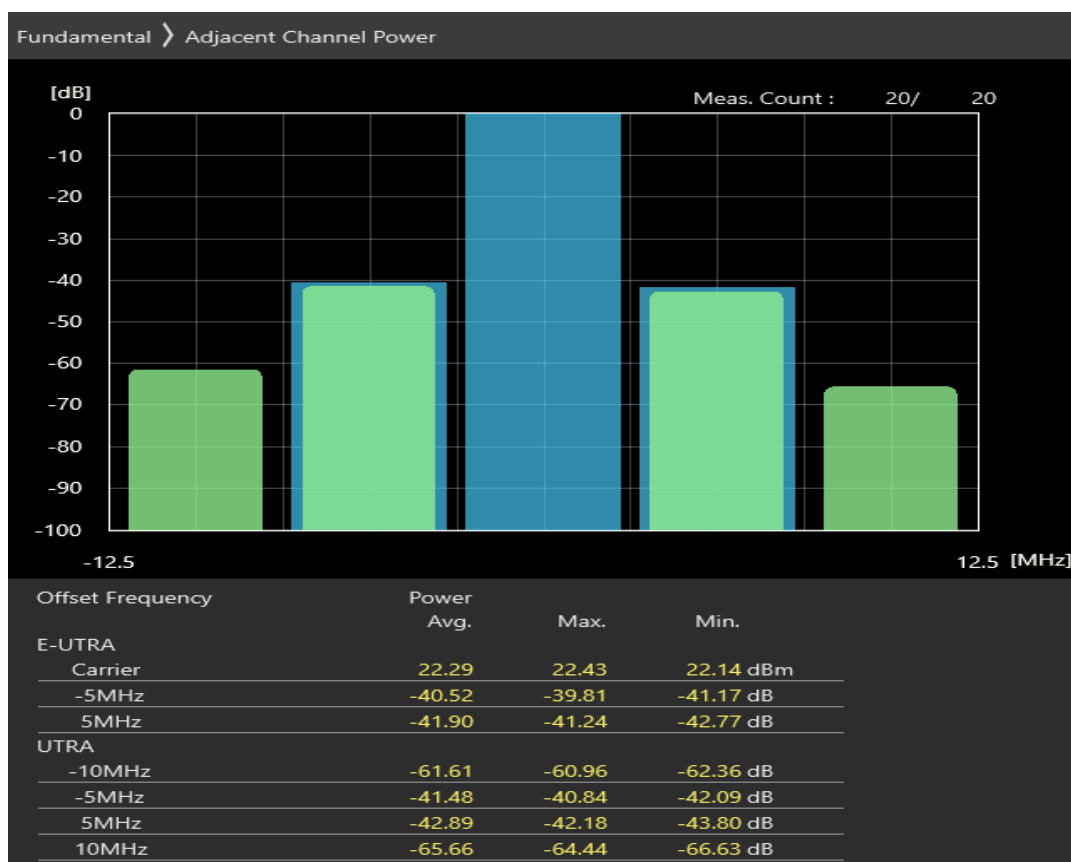 Fundamental ❯ Adjacent Channel Power
[dB]
Meas. Count : 20/ 20
0
-10
-20
-30
-40
-50
-60
-70
-80
-90
-100
-12.5 12.5 [MHz]
Offset Frequency Power
Avg. Max. Min.
E-UTRA
Carrier 22.29 22.43 22.14 dBm
-5MHz -40.52 -39.81 -41.17 dB
5MHz -41.90 -41.24 -42.77 dB
UTRA
-10MHz -61.61 -60.96 -62.36 dB
-5MHz -41.48 -40.84 -42.09 dB
5MHz -42.89 -42.18 -43.80 dB
10MHz -65.66 -64.44 -66.63 dB